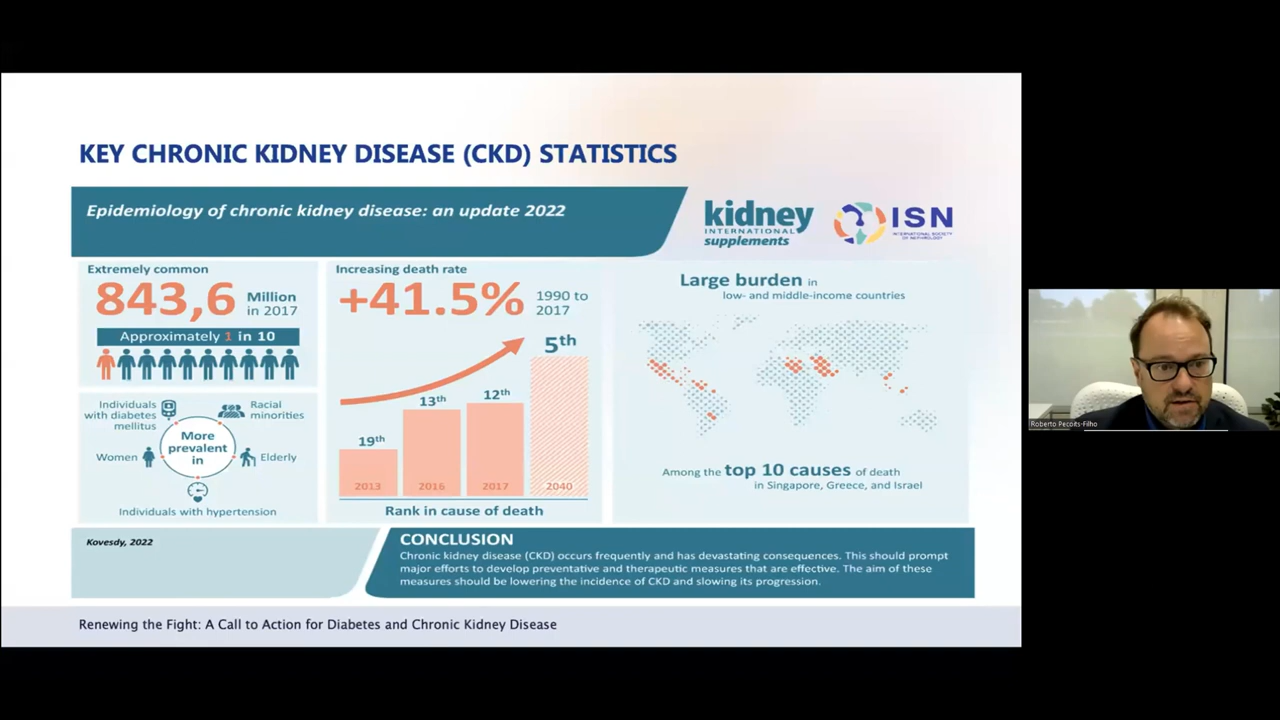 KEY CHRONIC KIDNEY DISEASE (CKD) STATISTICS
Epidemiology of chronic kidney disease: an update 2022
kidney
INTERNATIONAL
supplements
ISN
INTERNATIONAL SOCIETY
OF NEPHROLOGY
Extremely common
843,6 Million
in 2017
Approximately 1 in 10
Individuals
with diabetes
mellitus
Racial
minorities
More
prevalent
in
Women
Elderly
Individuals with hypertension
Increasing death rate
+41.5% 1990 to
2017
19th
13th
12th
5th
2013
2016
2017
2040
Rank in cause of death
Large burden in
low- and middle-income countries
Among the top 10 causes of death
in Singapore, Greece, and Israel
Kovesdy, 2022
CONCLUSION
Chronic kidney disease (CKD) occurs frequently and has devastating consequences. This should prompt
major efforts to develop preventative and therapeutic measures that are effective. The aim of these
measures should be lowering the incidence of CKD and slowing its progression.
Renewing the Fight: A Call to Action for Diabetes and Chronic Kidney Disease
Roberto Pecoits-Filho